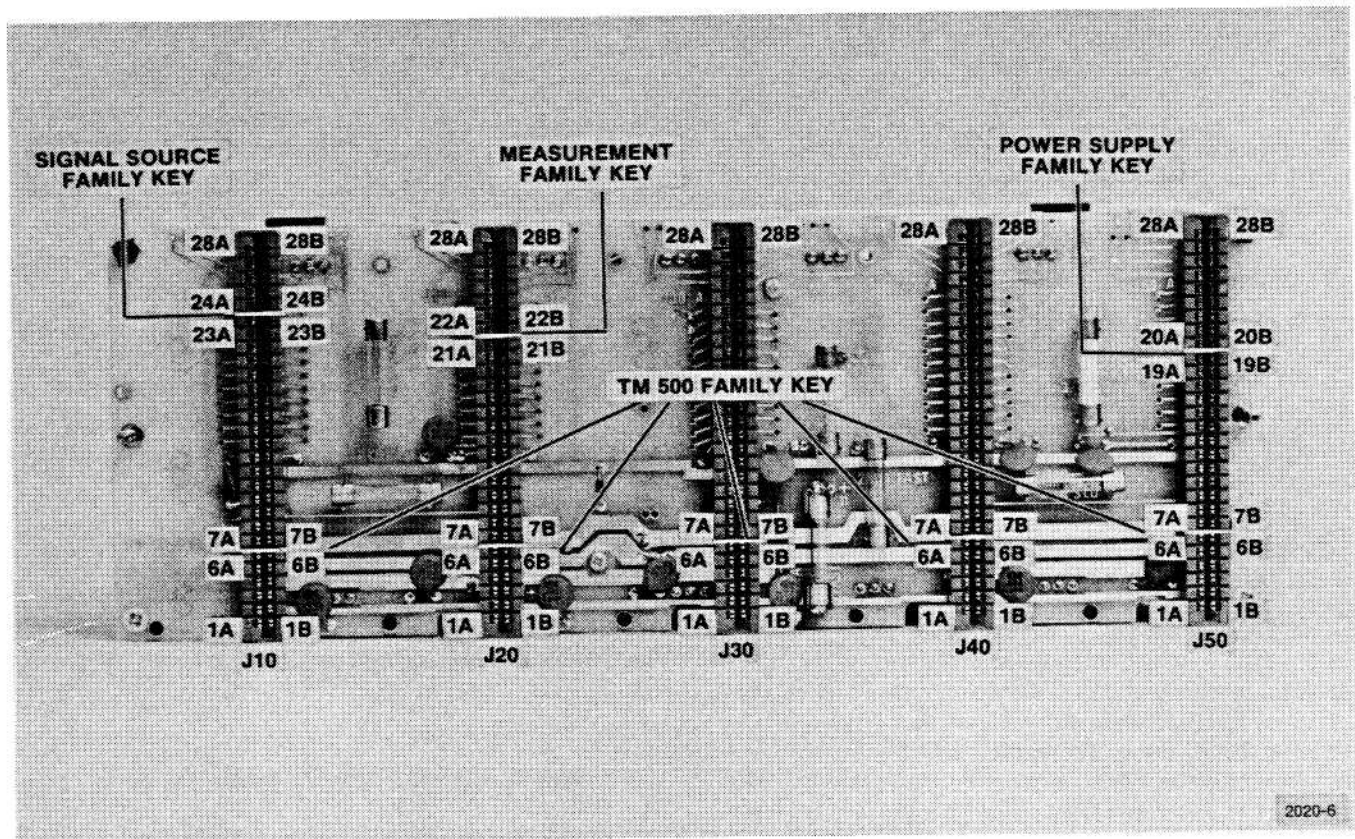 SIGNAL SOURCE
FAMILY KEY
MEASUREMENT
FAMILY KEY
POWER SUPPLY
FAMILY KEY
28A 28B 28A 28B 28A 28B 28A 28B 28A 28B
24A 24B
23A 23B
22A 22B
21A 21B
20A 20B
19A 19B
TM 500 FAMILY KEY
7A 7B 7A 7B 7A 7B 7A 7B 7A 7B
6A 6B 6A 6B 6A 6B 6A 6B 6A 6B
1A 1B 1A 1B 1A 1B 1A 1B 1A 1B
J10 J20 J30 J40 J50
2020-6